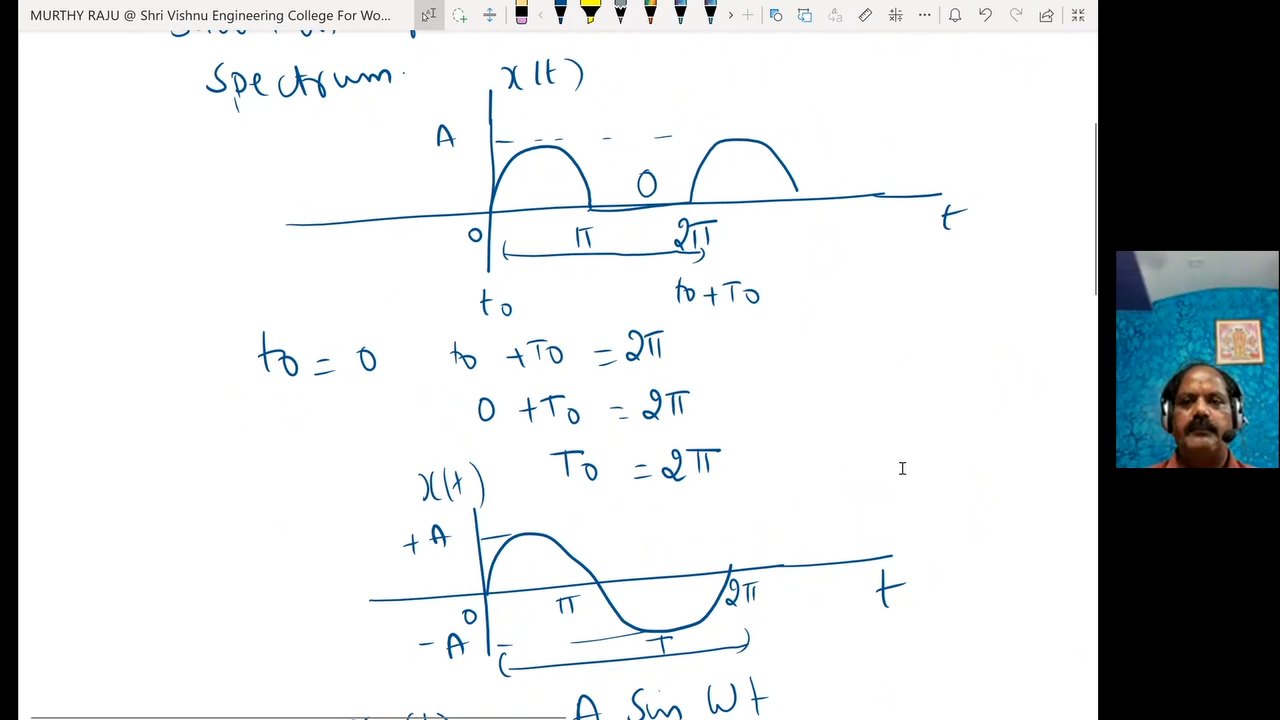 MURTHY RAJU @ Shri Vishnu Engineering College For Wo...
Spectrum.
x(t)
A
0
0 π 2π t
t0 t0+T0
t0 = 0 t0 + T0 = 2π
0 + T0 = 2π
T0 = 2π
x(t)
+A
0 π 2π t
-A T
A Sin Wt